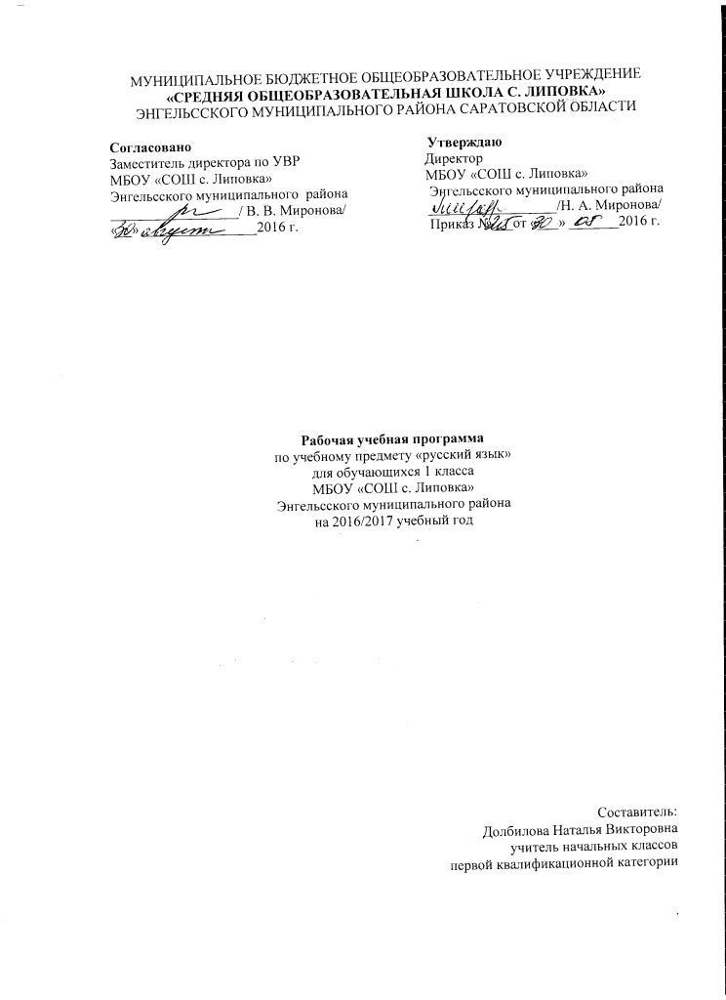 МУНИЦИПАЛЬНОЕ БЮДЖЕТНОЕ ОБЩЕОБРАЗОВАТЕЛЬНОЕ УЧРЕЖДЕНИЕ
«СРЕДНЯЯ ОБЩЕОБРАЗОВАТЕЛЬНАЯ ШКОЛА С. ЛИПОВКА»
ЭНГЕЛЬССКОГО МУНИЦИПАЛЬНОГО РАЙОНА САРАТОВСКОЙ ОБЛАСТИ
Согласовано
Заместитель директора по УВР
МБОУ «СОШ с. Липовка»
Энгельсского муниципального района
/ В. В. Миронова/
«30» августа 2016 г.
Утверждаю
Директор
МБОУ «СОШ с. Липовка»
Энгельсского муниципального района
/Н. А. Миронова/
Приказ № от «30» 08 2016 г.
Рабочая учебная программа
по учебному предмету «русский язык»
для обучающихся 1 класса
МБОУ «СОШ с. Липовка»
Энгельсского муниципального района
на 2016/2017 учебный год
Составитель:
Долбилова Наталья Викторовна
учитель начальных классов
первой квалификационной категории